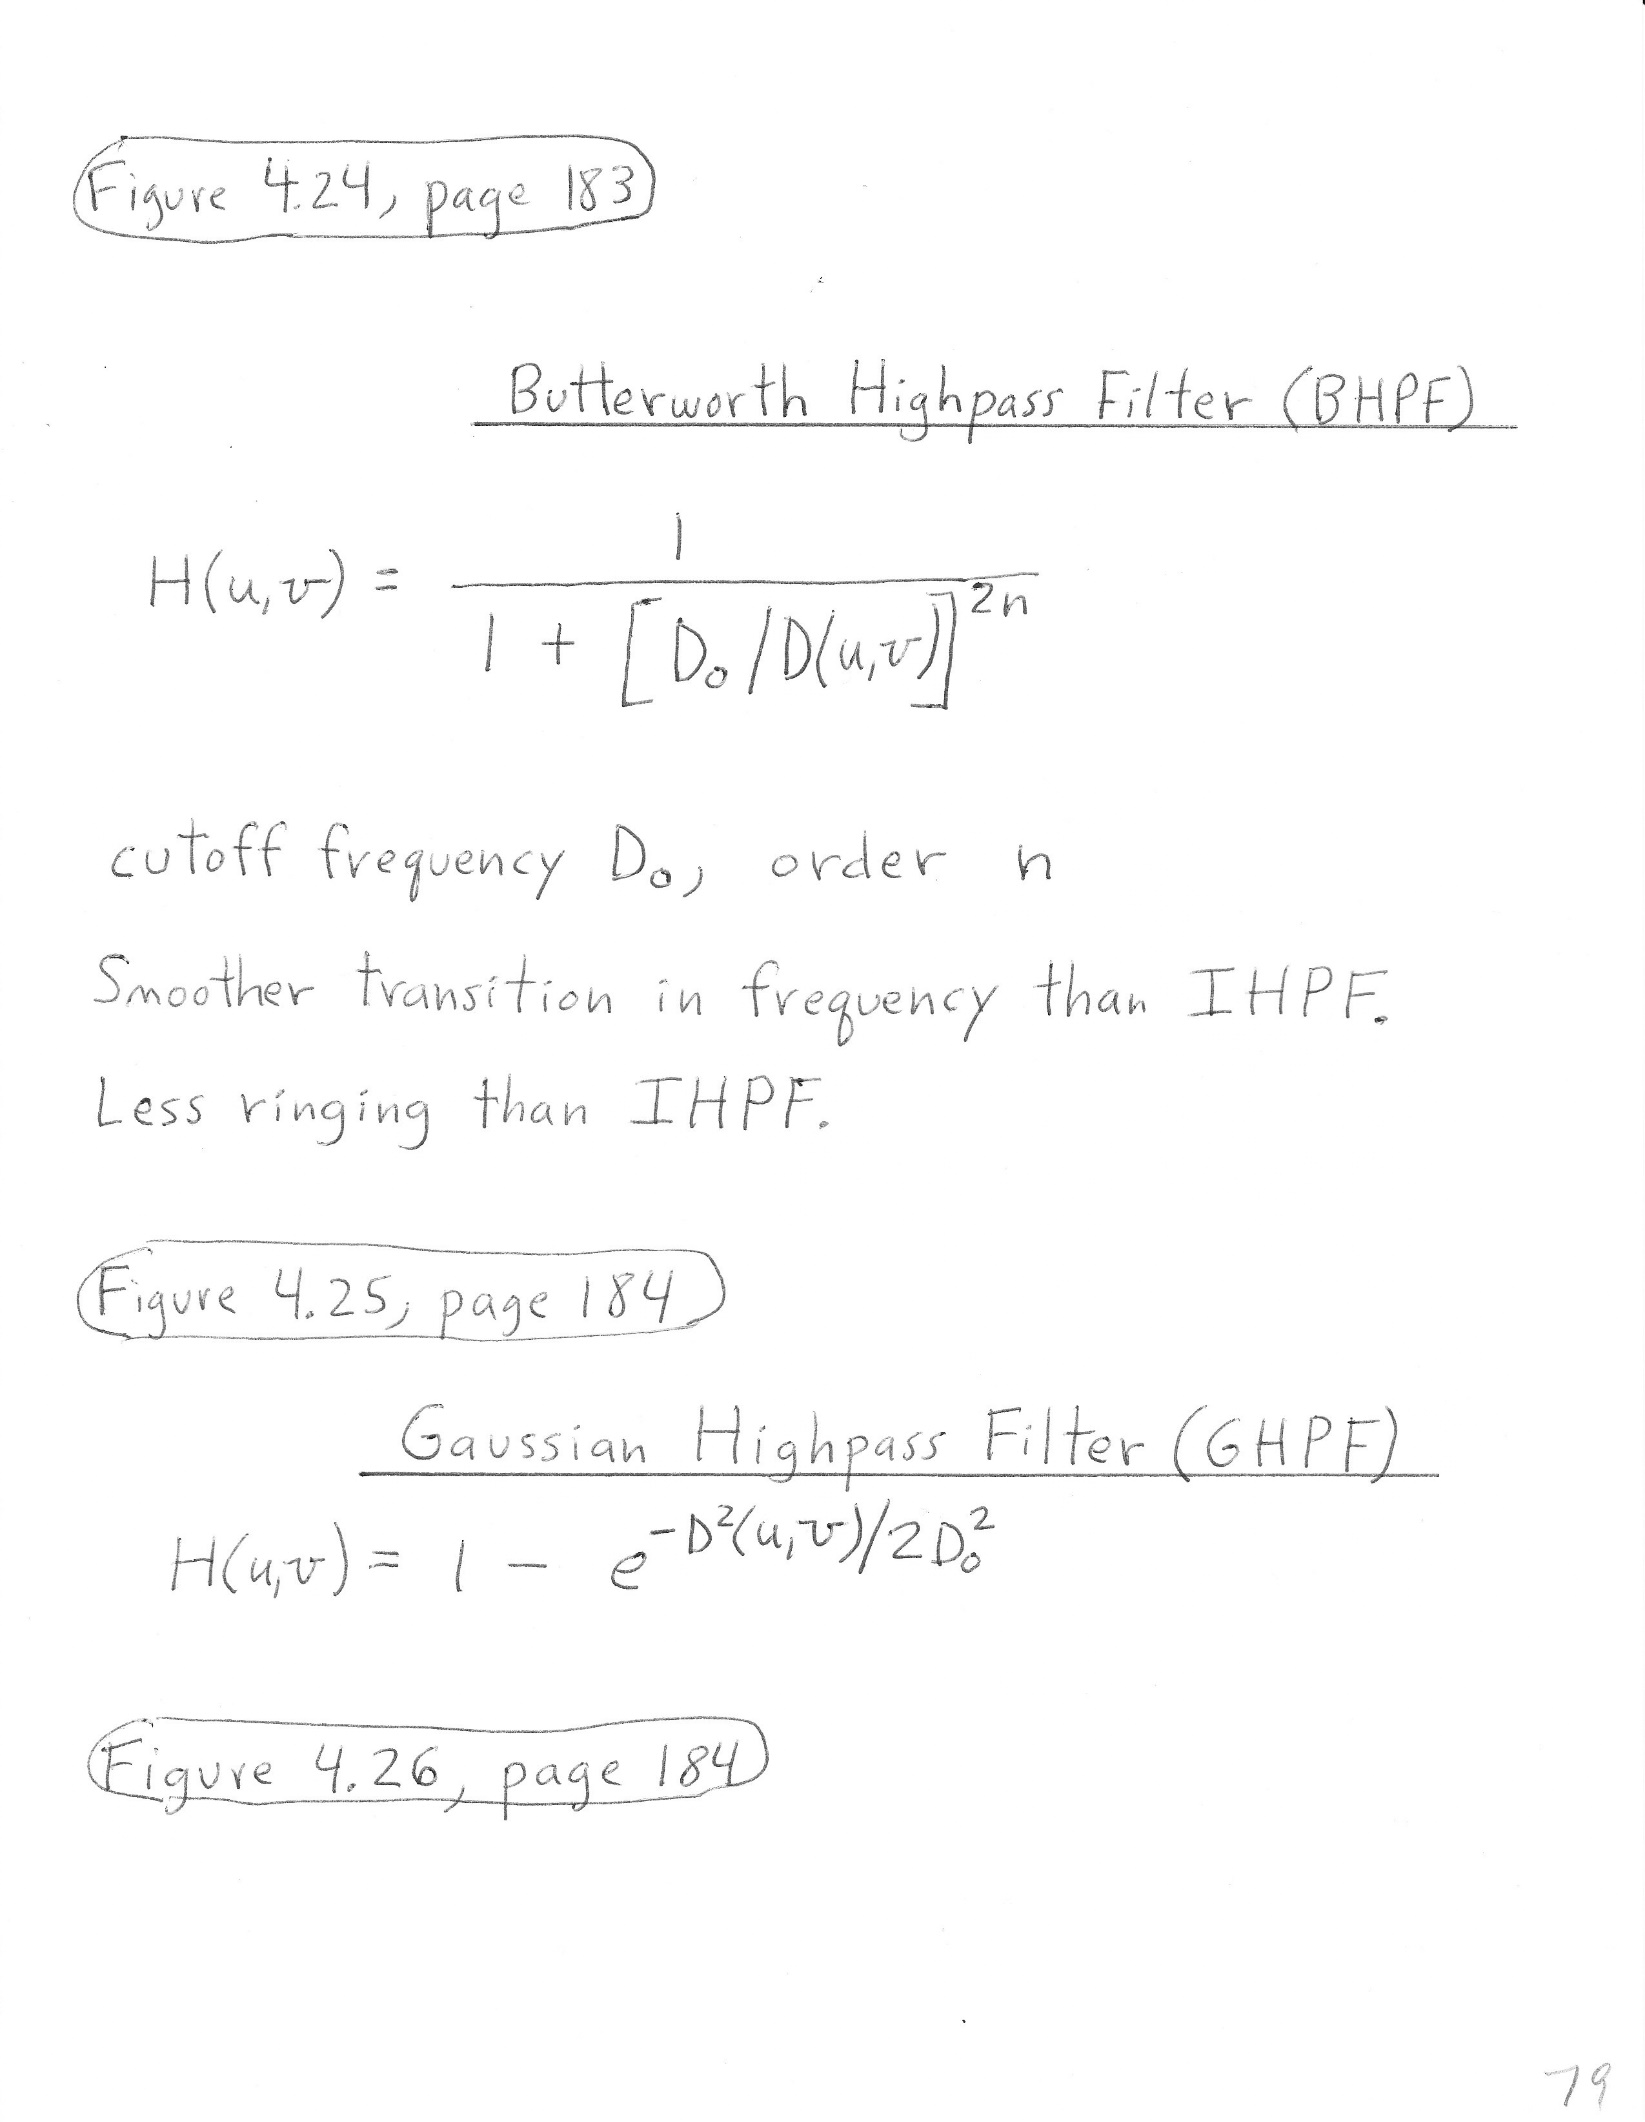 Figure 4.24, page 183
Butterworth Highpass Filter (BHPF)
H(u,v) = 1 / (1 + [D₀/D(u,v)]²ⁿ)
cutoff frequency D₀, order n
Smoother transition in frequency than IHPF.
Less ringing than IHPF.
Figure 4.25, page 184
Gaussian Highpass Filter (GHPF)
H(u,v) = 1 - e^(-D²(u,v)/2D₀²)
Figure 4.26, page 184
79